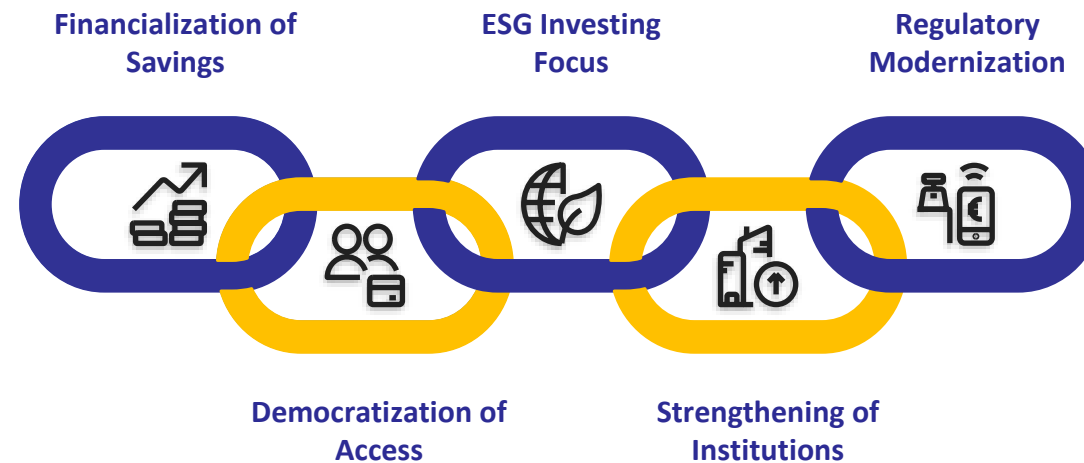 Financialization of
Savings
ESG Investing
Focus
Regulatory
Modernization
€
Democratization of
Access
Strengthening of
Institutions